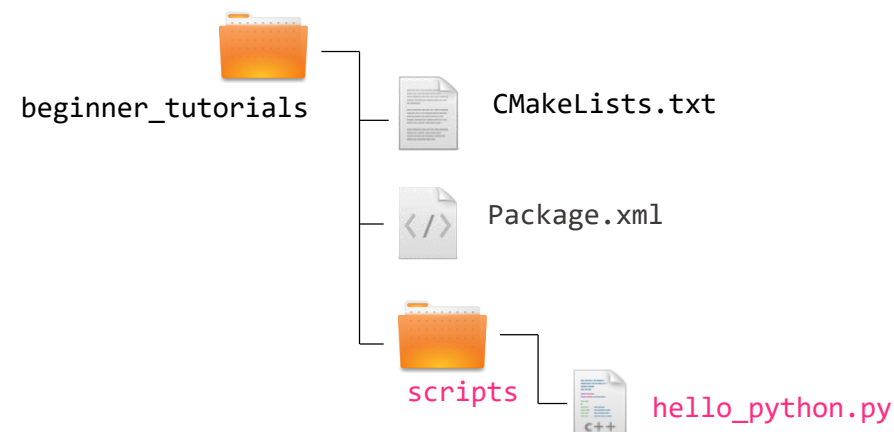 beginner_tutorials
CMakeLists.txt
</>
Package.xml
scripts
hello_python.py
c++